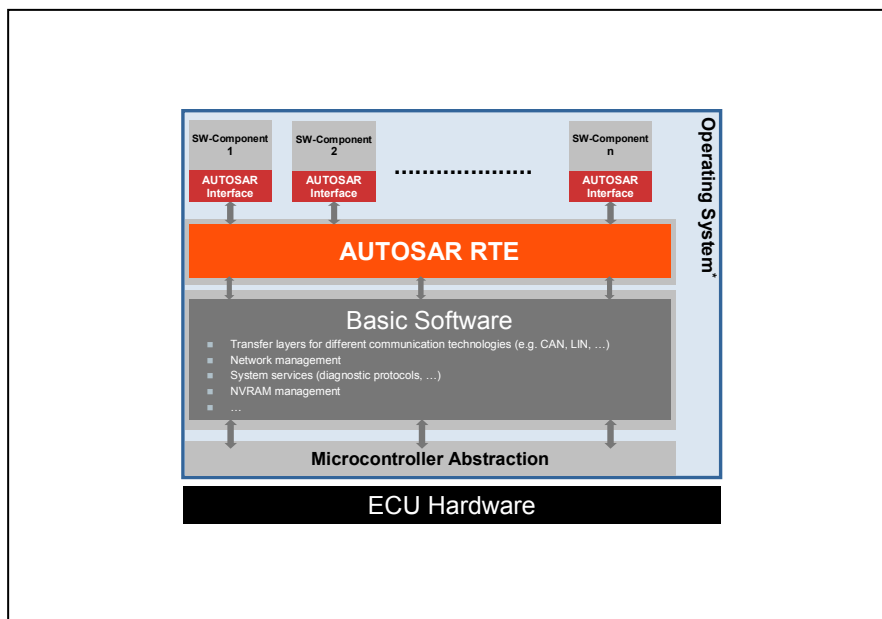 SW-Component
1
AUTOSAR
Interface
SW-Component
2
AUTOSAR
Interface
.....................
SW-Component
n
AUTOSAR
Interface
Operating System*
AUTOSAR RTE
Basic Software
■ Transfer layers for different communication technologies (e.g. CAN, LIN, …)
■ Network management
■ System services (diagnostic protocols, …)
■ NVRAM management
■ …
Microcontroller Abstraction
ECU Hardware